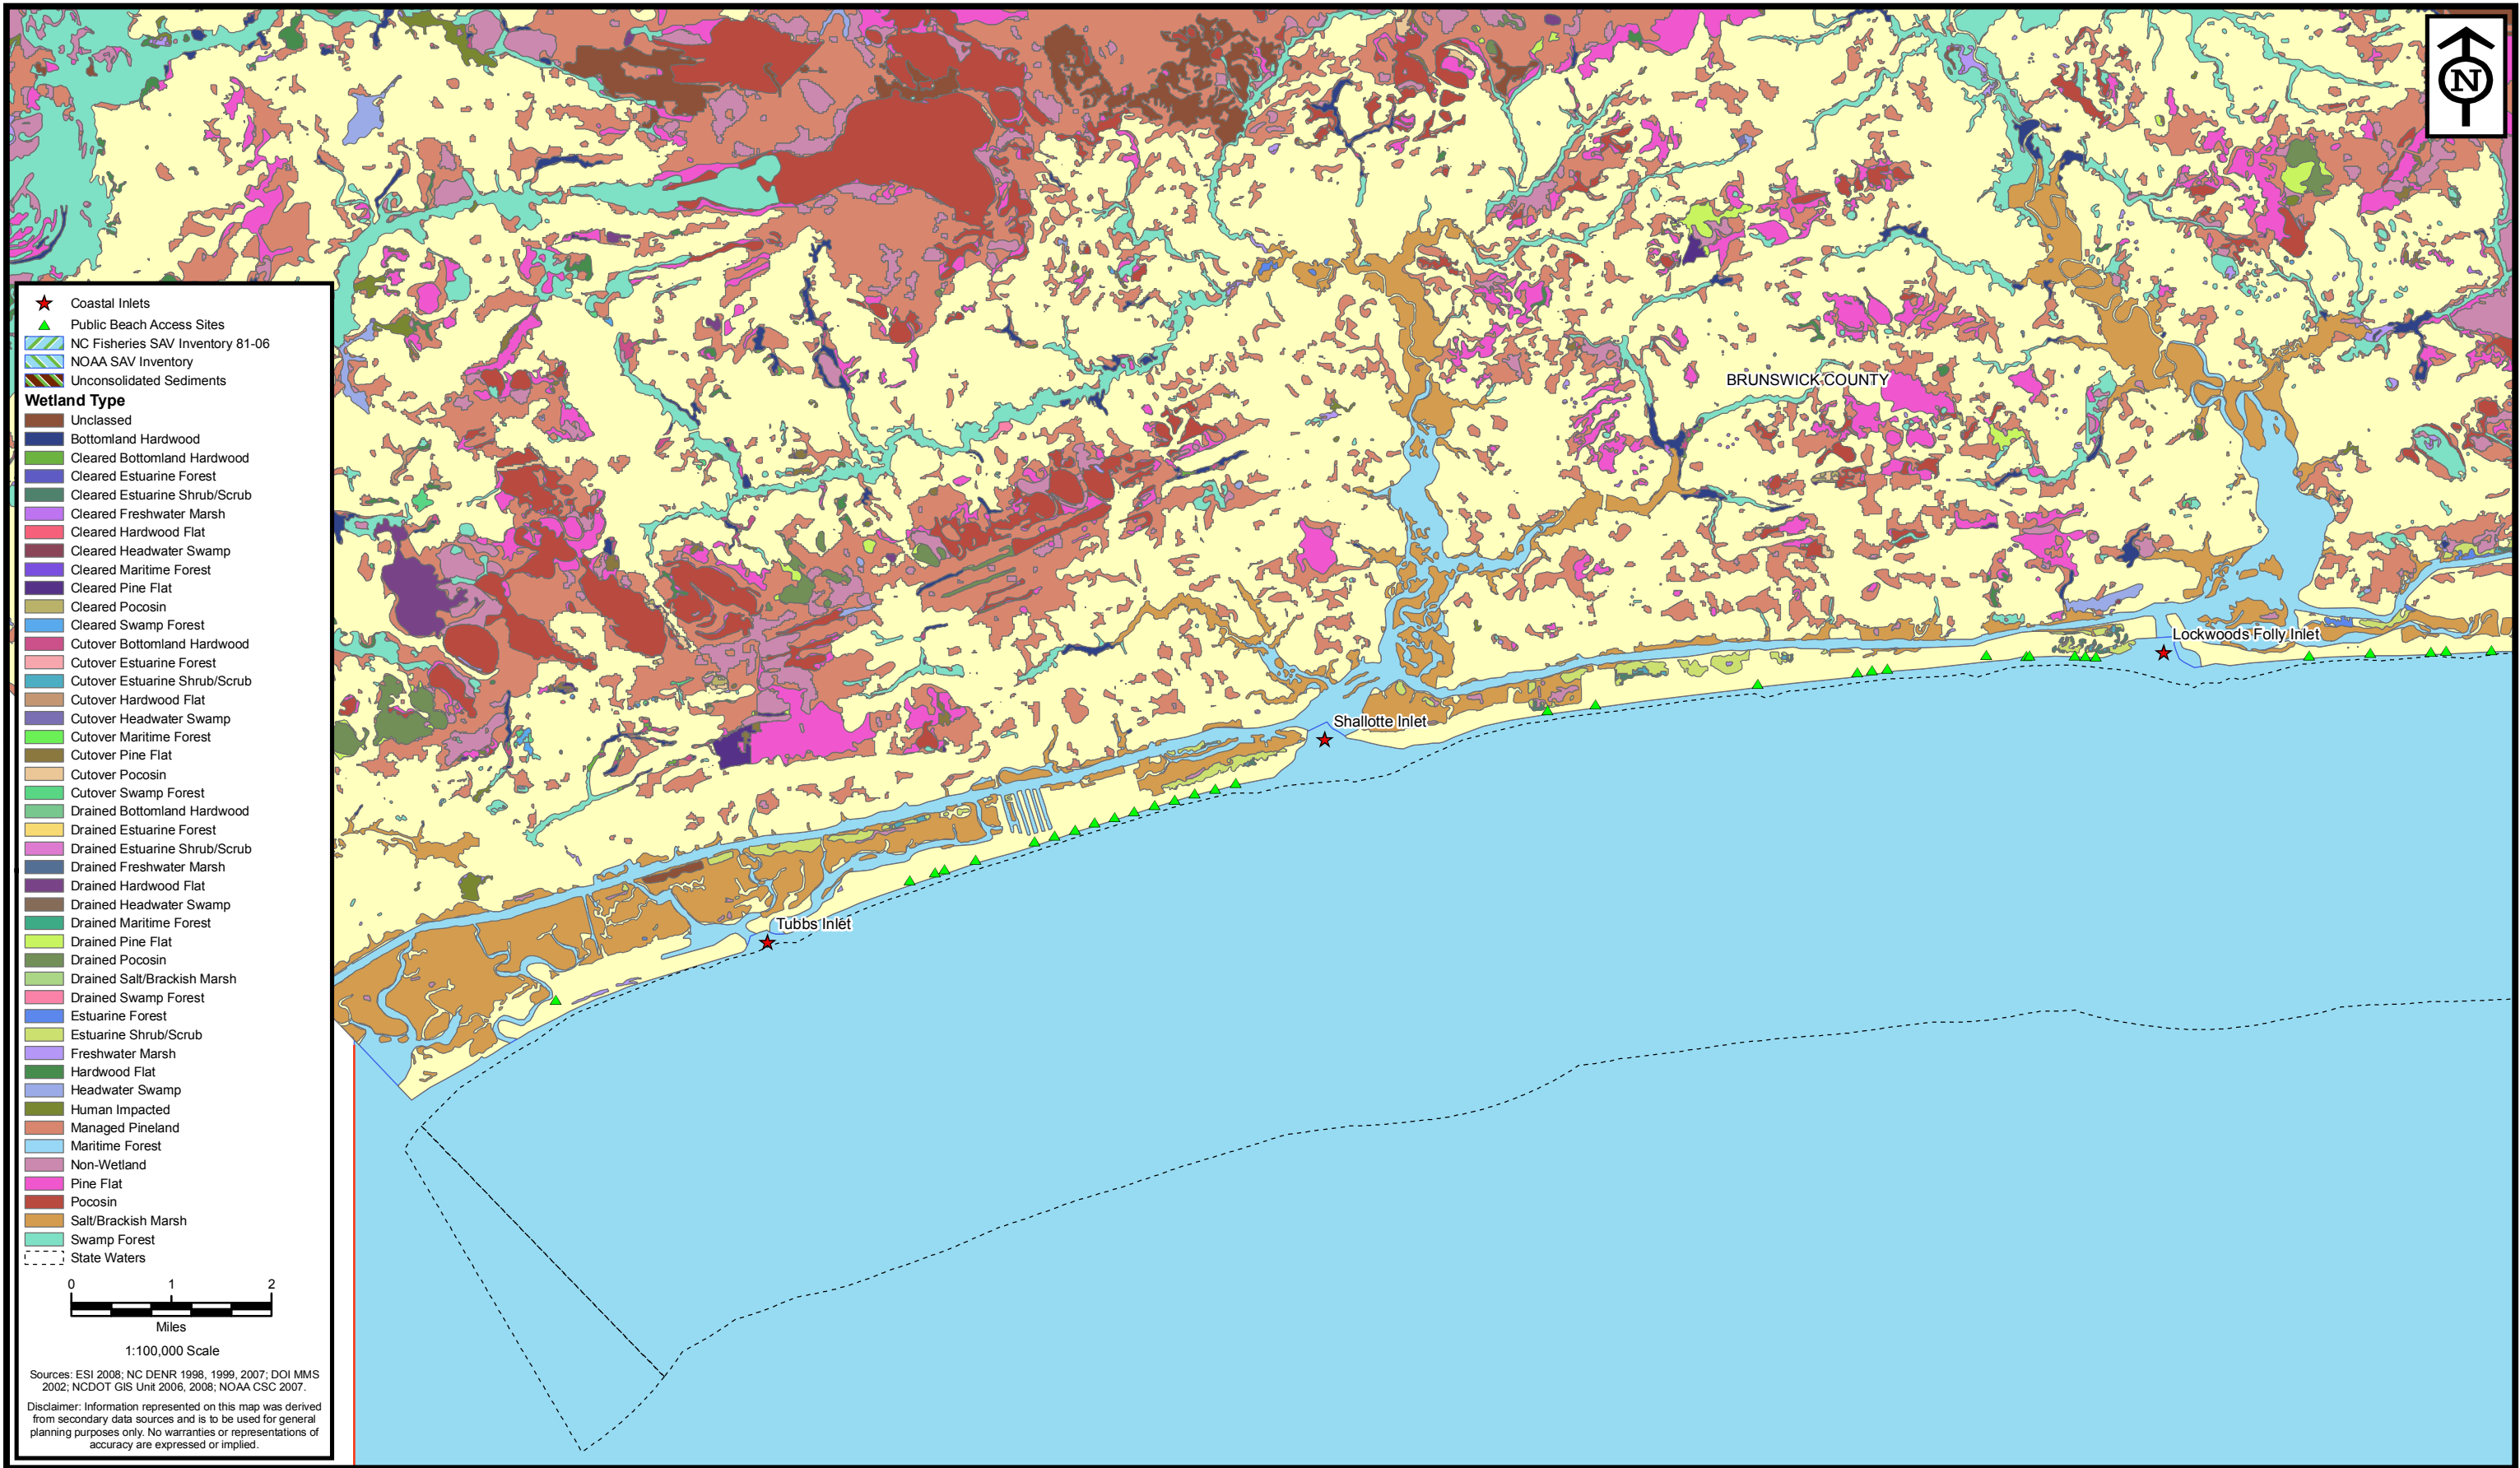 N
Coastal Inlets
Public Beach Access Sites
NC Fisheries SAV Inventory 81-06
NOAA SAV Inventory
Unconsolidated Sediments
Wetland Type
Unclassed
Bottomland Hardwood
Cleared Bottomland Hardwood
Cleared Estuarine Forest
Cleared Estuarine Shrub/Scrub
Cleared Freshwater Marsh
Cleared Hardwood Flat
Cleared Headwater Swamp
Cleared Maritime Forest
Cleared Pine Flat
Cleared Pocosin
Cleared Swamp Forest
Cutover Bottomland Hardwood
Cutover Estuarine Forest
Cutover Estuarine Shrub/Scrub
Cutover Hardwood Flat
Cutover Headwater Swamp
Cutover Maritime Forest
Cutover Pine Flat
Cutover Pocosin
Cutover Swamp Forest
Drained Bottomland Hardwood
Drained Estuarine Forest
Drained Estuarine Shrub/Scrub
Drained Freshwater Marsh
Drained Hardwood Flat
Drained Headwater Swamp
Drained Maritime Forest
Drained Pine Flat
Drained Pocosin
Drained Salt/Brackish Marsh
Drained Swamp Forest
Estuarine Forest
Estuarine Shrub/Scrub
Freshwater Marsh
Hardwood Flat
Headwater Swamp
Human Impacted
Managed Pineland
Maritime Forest
Non-Wetland
Pine Flat
Pocosin
Salt/Brackish Marsh
Swamp Forest
State Waters
0 1 2
Miles
1:100,000 Scale
Sources: ESI 2008; NC DENR 1998, 1999, 2007; DOI MMS
2002; NCDOT GIS Unit 2006, 2008; NOAA CSC 2007.
Disclaimer: Information represented on this map was derived
from secondary data sources and is to be used for general
planning purposes only. No warranties or representations of
accuracy are expressed or implied.
BRUNSWICK COUNTY
Lockwoods Folly Inlet
Shallotte Inlet
Tubbs Inlet